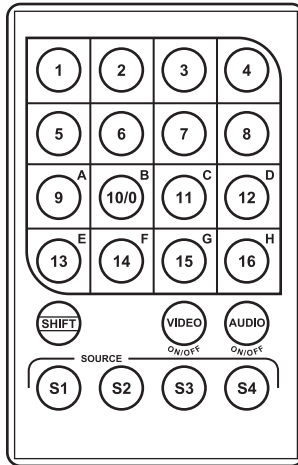 1 2 3 4
5 6 7 8
A B C D
9 10/0 11 12
E F G H
13 14 15 16
SHIFT VIDEO AUDIO
ON/OFF ON/OFF
SOURCE
S1 S2 S3 S4